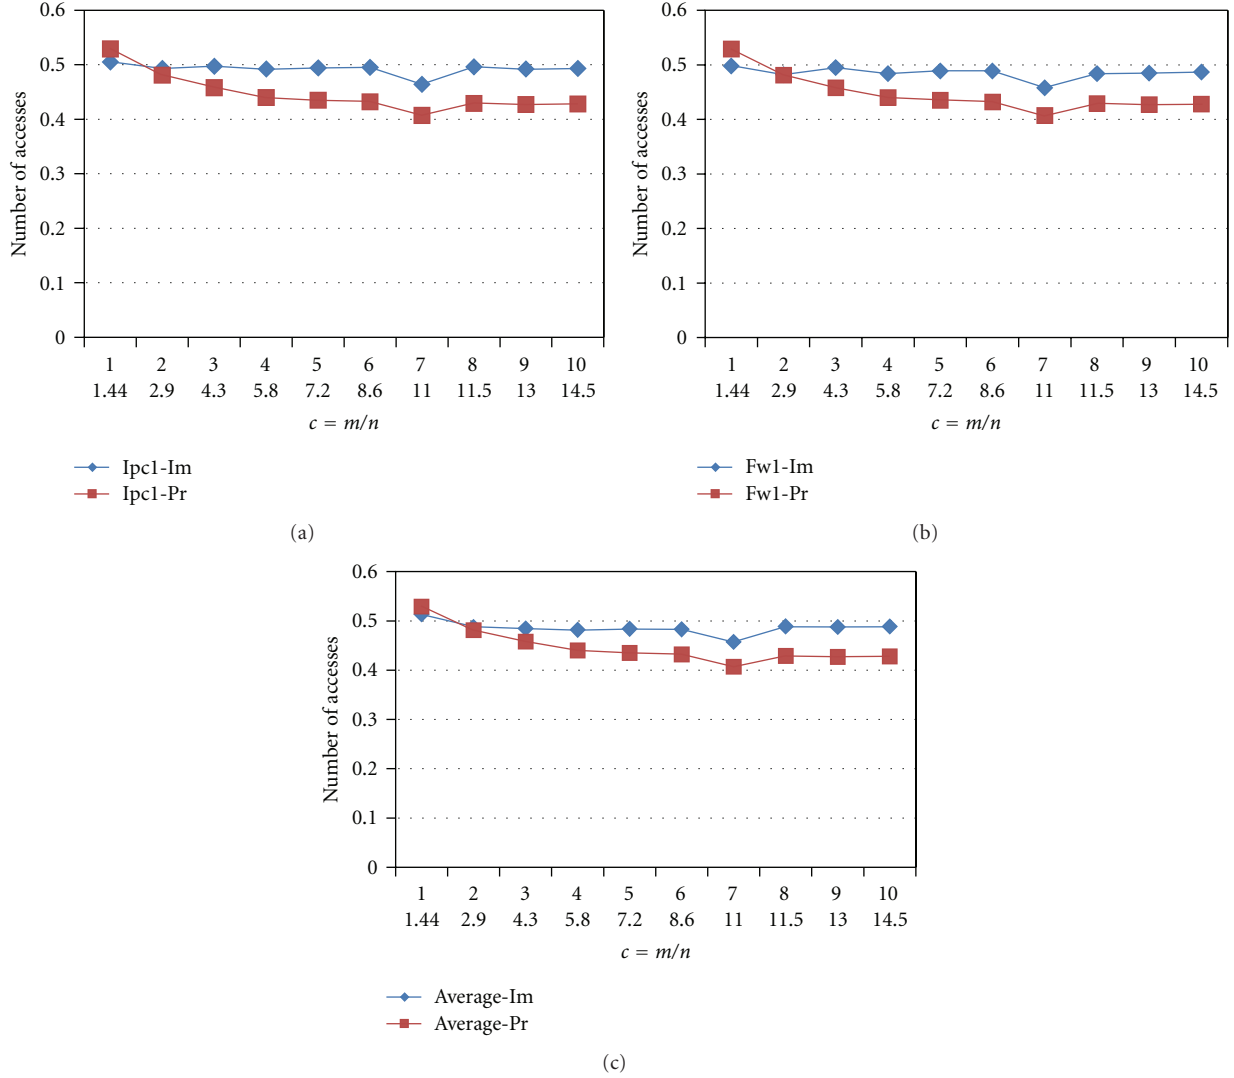 0.6
0.5
0.4
0.3
0.2
0.1
0
Number of accesses
1 2 3 4 5 6 7 8 9 10
1.44 2.9 4.3 5.8 7.2 8.6 11 11.5 13 14.5
c = m/n
Ipc1-Im
Ipc1-Pr
(a)
0.6
0.5
0.4
0.3
0.2
0.1
0
Number of accesses
1 2 3 4 5 6 7 8 9 10
1.44 2.9 4.3 5.8 7.2 8.6 11 11.5 13 14.5
c = m/n
Fw1-Im
Fw1-Pr
(b)
0.6
0.5
0.4
0.3
0.2
0.1
0
Number of accesses
1 2 3 4 5 6 7 8 9 10
1.44 2.9 4.3 5.8 7.2 8.6 11 11.5 13 14.5
c = m/n
Average-Im
Average-Pr
(c)